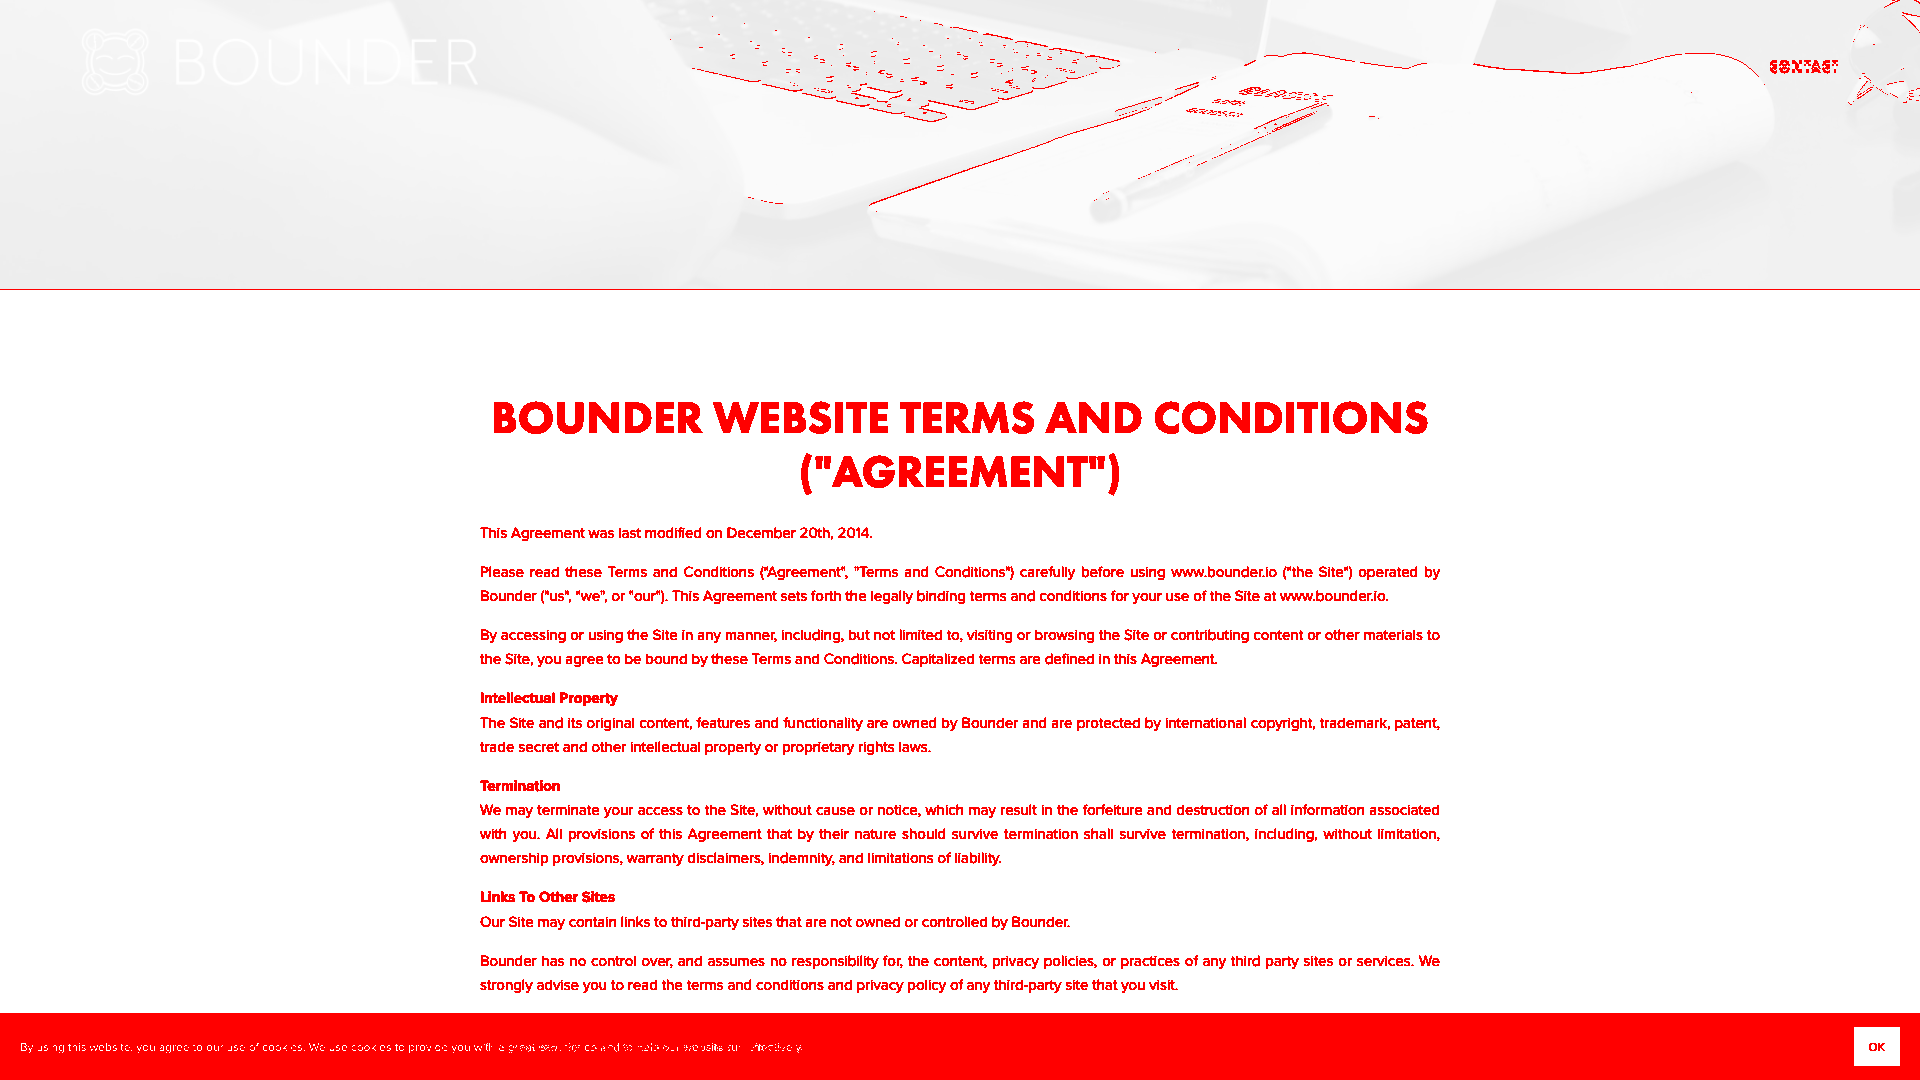 BOUNDER
CONTACT
BOUNDER WEBSITE TERMS AND CONDITIONS
("AGREEMENT")
This Agreement was last modified on December 20th, 2014.
Please read these Terms and Conditions ("Agreement", "Terms and Conditions") carefully before using www.bounder.io ("the Site") operated by
Bounder ("us", "we", or "our"). This Agreement sets forth the legally binding terms and conditions for your use of the Site at www.bounder.io.
By accessing or using the Site in any manner, including, but not limited to, visiting or browsing the Site or contributing content or other materials to
the Site, you agree to be bound by these Terms and Conditions. Capitalized terms are defined in this Agreement.
Intellectual Property
The Site and its original content, features and functionality are owned by Bounder and are protected by international copyright, trademark, patent,
trade secret and other intellectual property or proprietary rights laws.
Termination
We may terminate your access to the Site, without cause or notice, which may result in the forfeiture and destruction of all information associated
with you. All provisions of this Agreement that by their nature should survive termination shall survive termination, including, without limitation,
ownership provisions, warranty disclaimers, indemnity, and limitations of liability.
Links To Other Sites
Our Site may contain links to third-party sites that are not owned or controlled by Bounder.
Bounder has no control over, and assumes no responsibility for, the content, privacy policies, or practices of any third party sites or services. We
strongly advise you to read the terms and conditions and privacy policy of any third-party site that you visit.
By using this website, you agree to our use of cookies. We use cookies to provide you with a great experience and to help our website run effectively.
OK